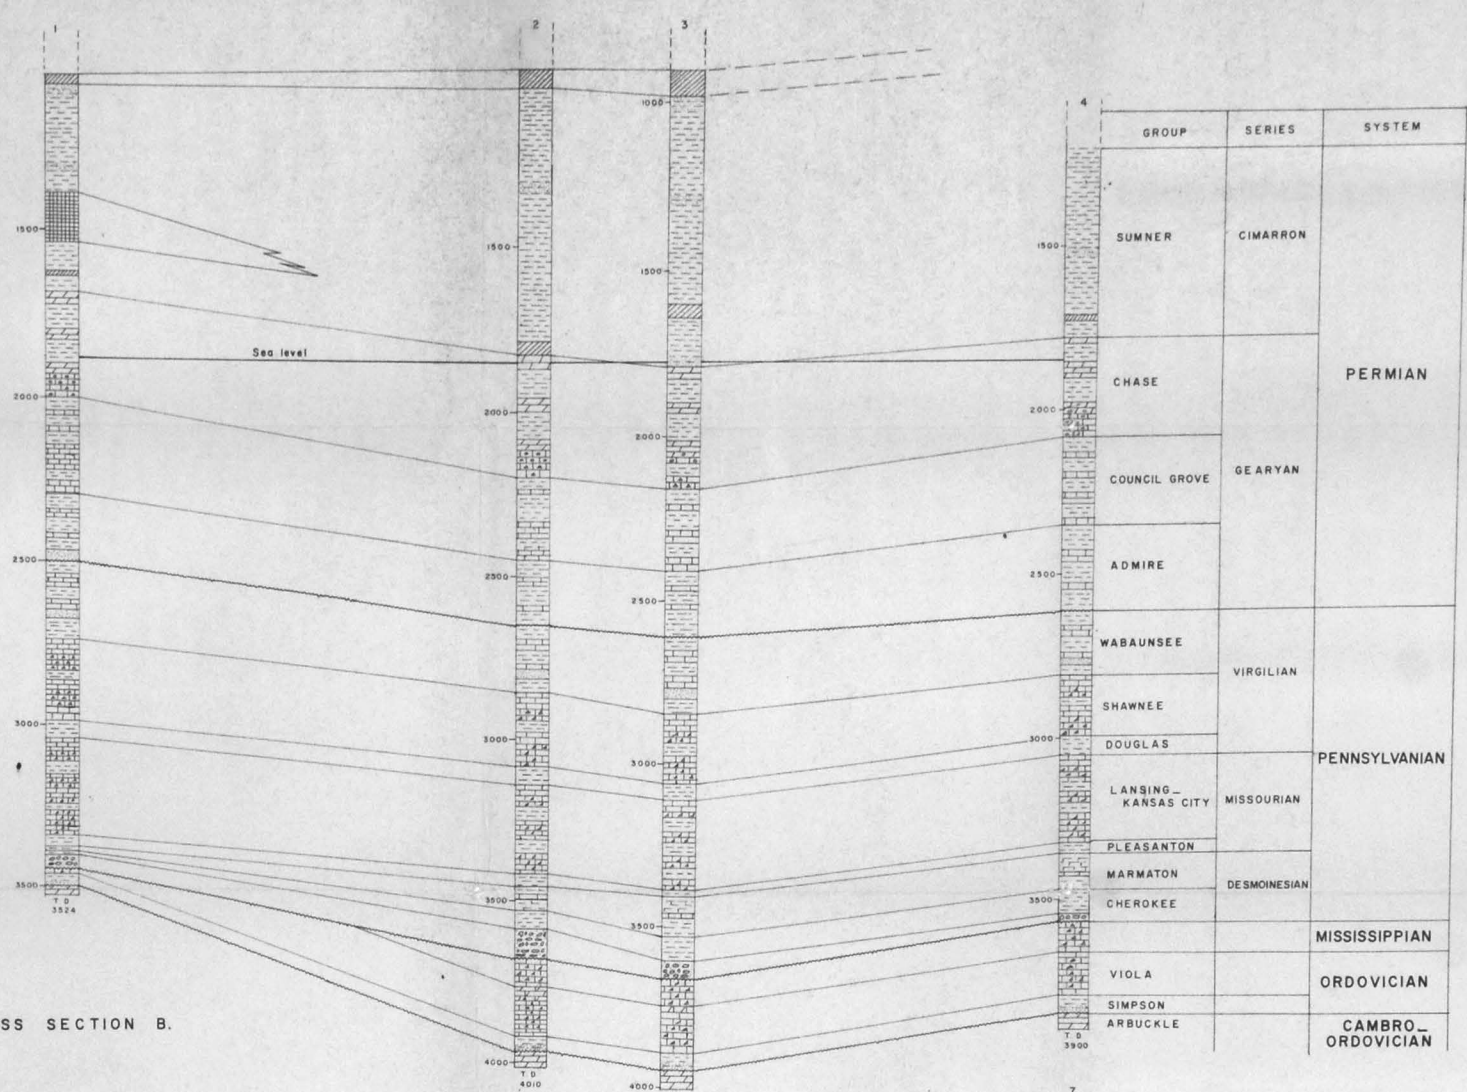 1
2
3
4
GROUP
SERIES
SYSTEM
1000
1500
1500
1500
1500
SUMNER
CIMARRON
Sea level
CHASE
PERMIAN
2000
2000
2000
2000
GEARYAN
COUNCIL GROVE
2500
2500
2500
2500
ADMIRE
WABAUNSEE
VIRGILIAN
SHAWNEE
3000
3000
3000
3000
DOUGLAS
PENNSYLVANIAN
LANSING_
KANSAS CITY
MISSOURIAN
PLEASANTON
MARMATON
DESMOINESIAN
3500
3500
3500
3500
CHEROKEE
T D
3524
MISSISSIPPIAN
VIOLA
ORDOVICIAN
SIMPSON
SS SECTION B.
ARBUCKLE
CAMBRO_
ORDOVICIAN
T D
3900
4000
T. D
4010
4000